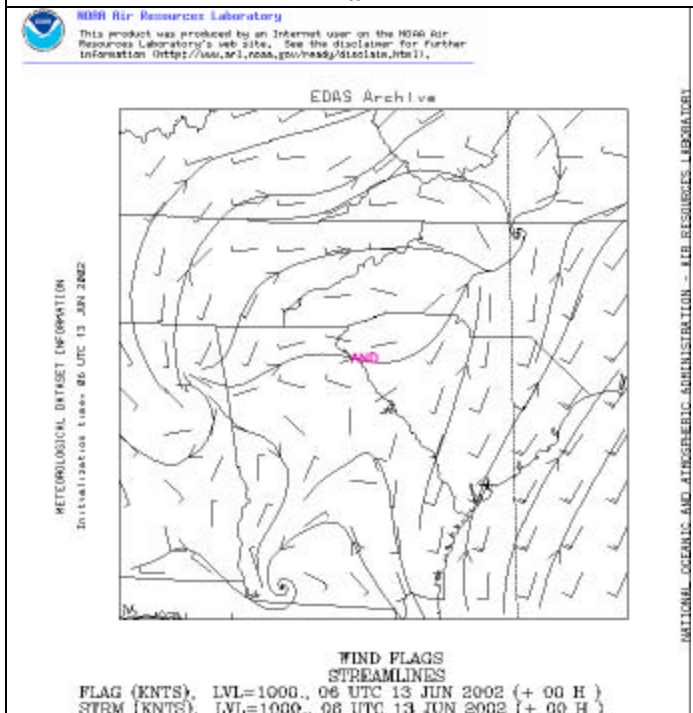 NOAA Air Resources Laboratory
This product was produced by an Internet user on the NOAA Air
Resources Laboratory's web site. See the disclaimer for further
information (http://www.arl.noaa.gov/ready/disclaim.html).
EDAS Archive
METEOROLOGICAL DATASET INFORMATION
Initialization time: 06 UTC 13 JUN 2002
AND
NATIONAL OCEANIC AND ATMOSPHERIC ADMINISTRATION - AIR RESOURCES LABORATORY
WIND FLAGS
STREAMLINES
FLAG (KNTS), LVL=1000., 06 UTC 13 JUN 2002 (+ 00 H )
STRM (KNTS), LVL=1000., 06 UTC 13 JUN 2002 (+ 00 H )